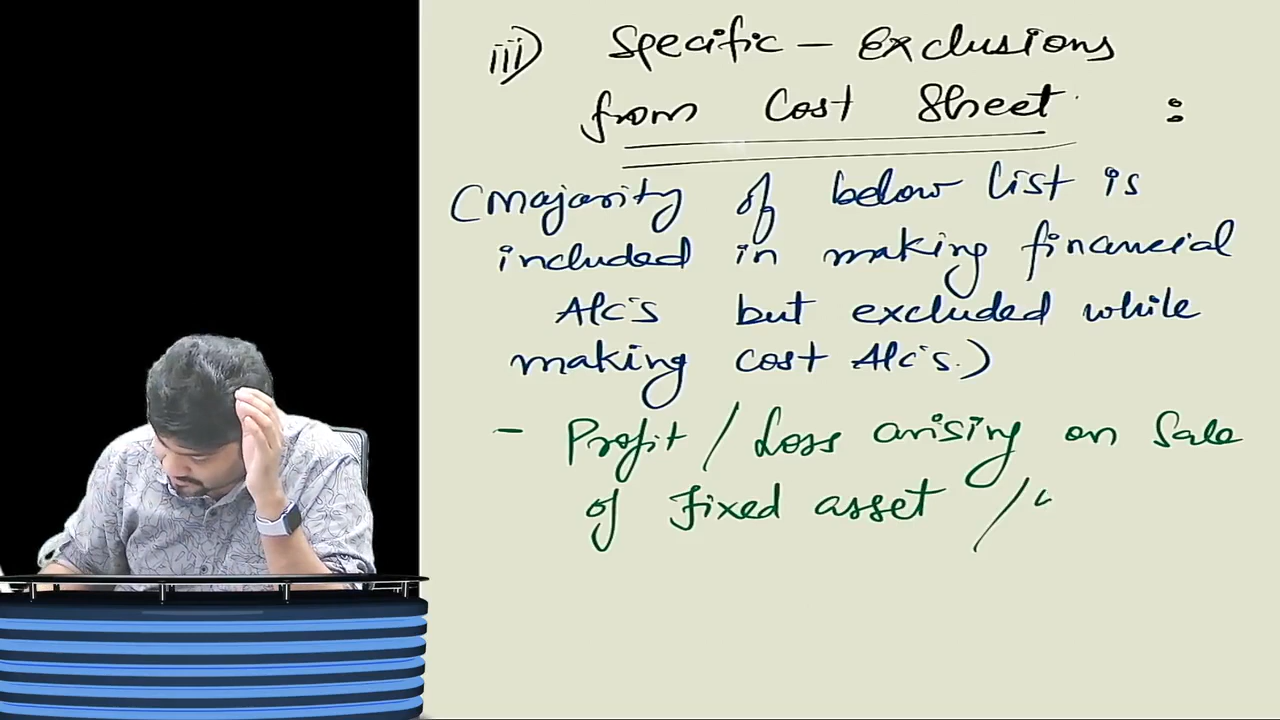 iii) Specific - Exclusions
from Cost Sheet :
(Majority of below list is
included in making financial
A/c's but excluded while
making cost A/c's.)
- Profit / Loss arising on Sale
of Fixed asset /